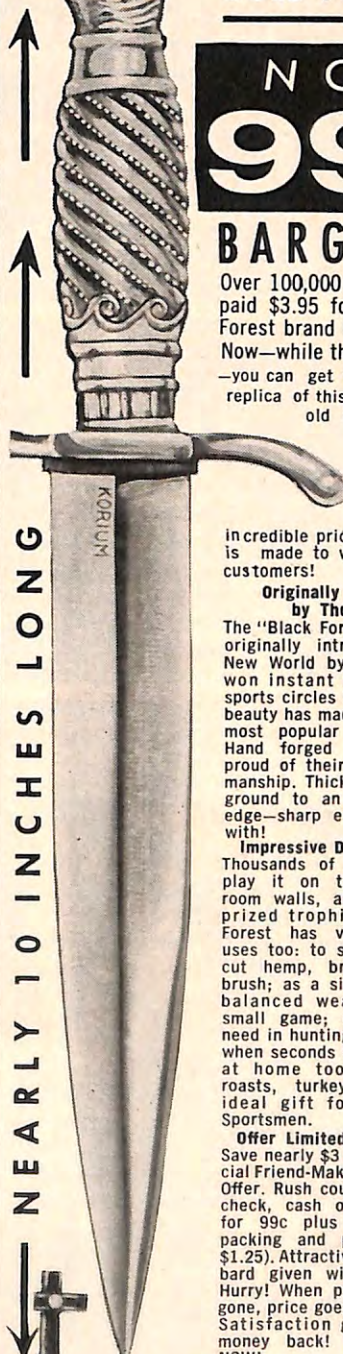 NO
99
BARG
Over 100,000
paid $3.95 fo
Forest brand
Now—while th
—you can get
replica of this
old
incredible pric
is made to v
customers!
Originally
by The
The "Black For
originally intr
New World by
won instant
sports circles
beauty has mad
most popular
Hand forged
proud of their
manship. Thick
ground to an
edge—sharp e
with!
Impressive D
Thousands of
play it on t
room walls, a
prized trophi
Forest has v
uses too: to s
cut hemp, br
brush; as a si
balanced wea
small game;
need in hunting
when seconds
at home too
roasts, turkey
ideal gift fo
Sportsmen.
Offer Limited
Save nearly $3
cial Friend-Mak
Offer. Rush cou
check, cash o
for 99c plus
packing and
$1.25). Attractiv
bard given wi
Hurry! When p
gone, price goe
Satisfaction g
money back!
NOW!
KORIUM
NEARLY 10 INCHES LONG